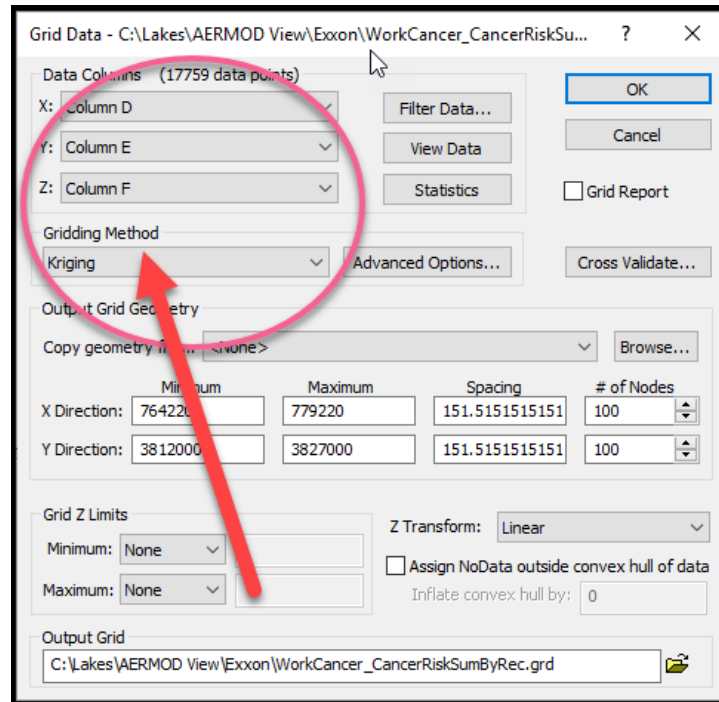 Grid Data - C:\Lakes\AERMOD View\Exxon\WorkCancer_CancerRiskSu... ? ×
Data Columns (17759 data points)
X: Column D
Filter Data...
OK
Y: Column E
View Data
Cancel
Z: Column F
Statistics
Grid Report
Gridding Method
Kriging
Advanced Options...
Cross Validate...
Output Grid Geometry
Copy geometry <None>
Browse...
Minimum Maximum Spacing # of Nodes
X Direction: 764220 779220 151.5151515151 100
Y Direction: 3812000 3827000 151.5151515151 100
Grid Z Limits
Z Transform: Linear
Minimum: None
Assign NoData outside convex hull of data
Maximum: None
Inflate convex hull by: 0
Output Grid
C:\Lakes\AERMOD View\Exxon\WorkCancer_CancerRiskSumByRec.grd